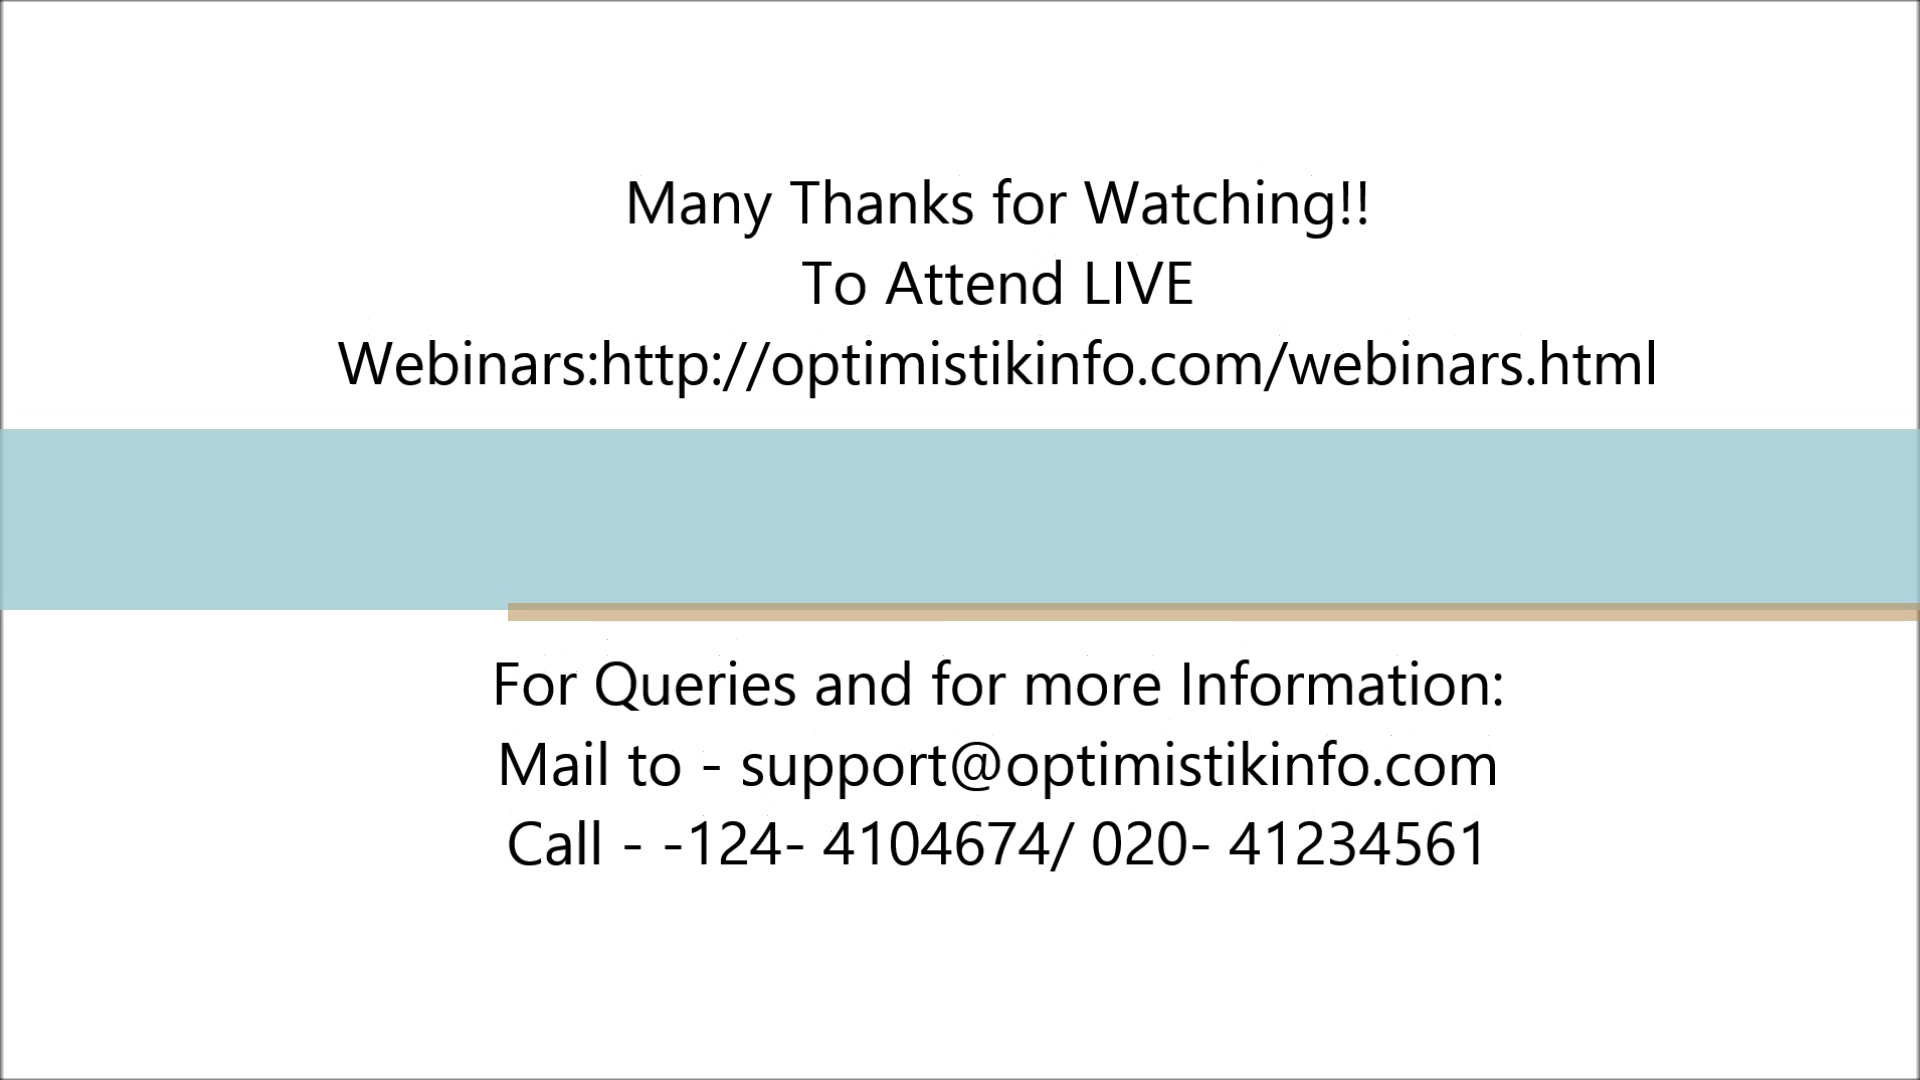 Many Thanks for Watching!!
To Attend LIVE
Webinars:http://optimistikinfo.com/webinars.html
For Queries and for more Information:
Mail to - support@optimistikinfo.com
Call - -124- 4104674/ 020- 41234561